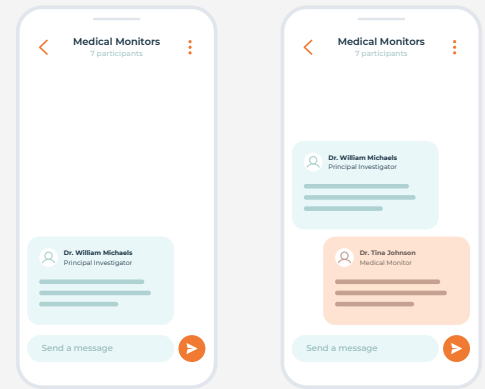 Medical Monitors
7 participants
Dr. William Michaels
Principal Investigator
Send a message
Medical Monitors
7 participants
Dr. William Michaels
Principal Investigator
Dr. Tina Johnson
Medical Monitor
Send a message